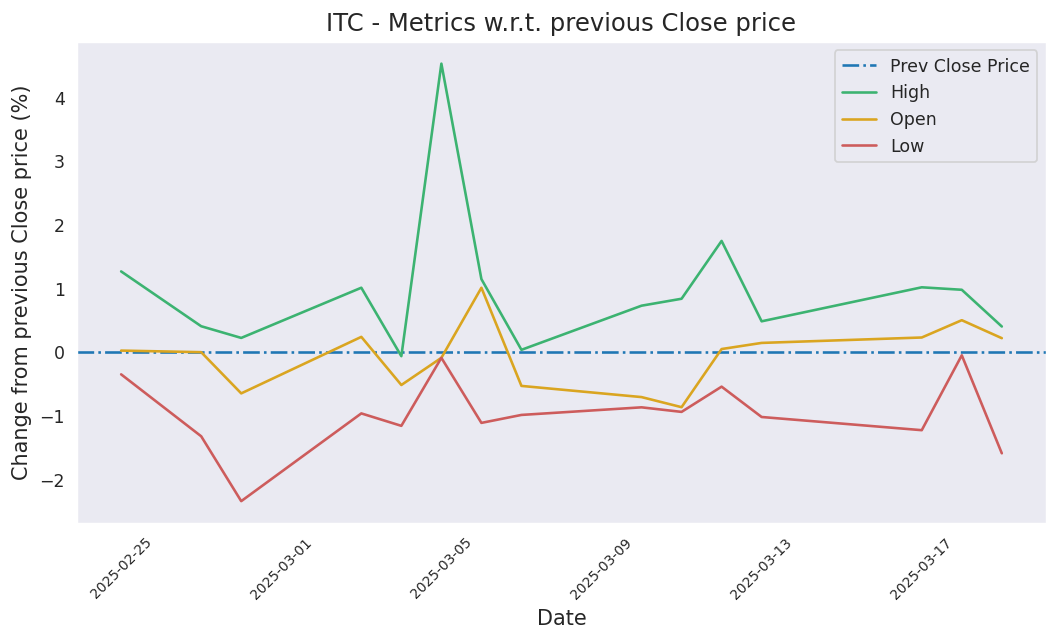 ITC - Metrics w.r.t. previous Close price
Prev Close Price
High
Open
Low
Change from previous Close price (%)
4
3
2
1
0
−1
−2
2025-02-25
2025-03-01
2025-03-05
2025-03-09
2025-03-13
2025-03-17
Date